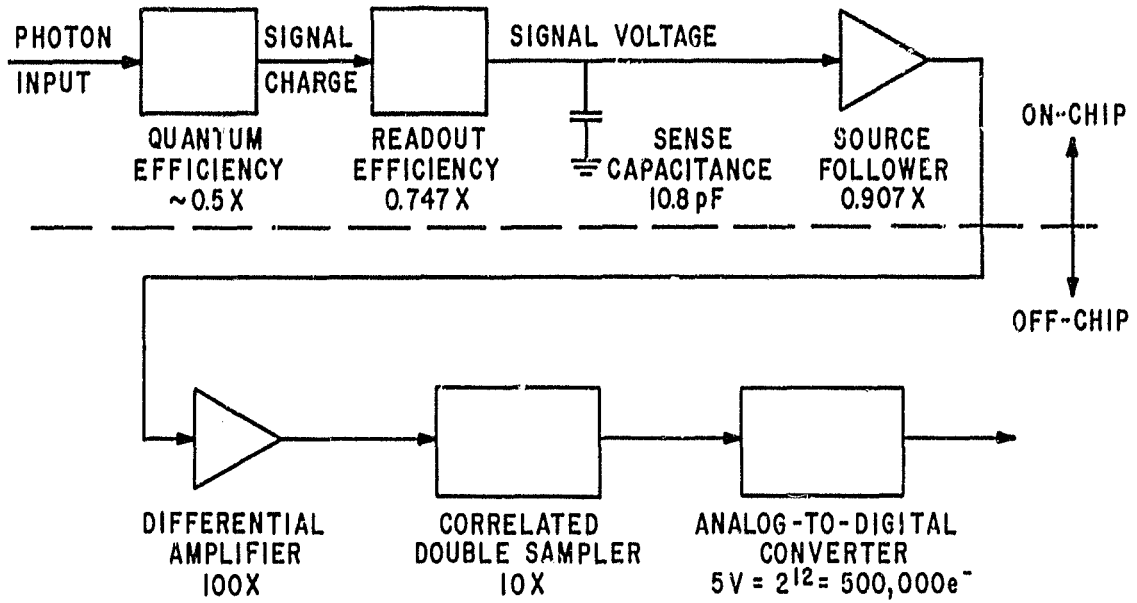 PHOTON
INPUT
SIGNAL
CHARGE
SIGNAL VOLTAGE
QUANTUM
EFFICIENCY
~0.5X
READOUT
EFFICIENCY
0.747X
SENSE
CAPACITANCE
10.8 pF
SOURCE
FOLLOWER
0.907X
ON-CHIP
OFF-CHIP
DIFFERENTIAL
AMPLIFIER
100X
CORRELATED
DOUBLE SAMPLER
10X
ANALOG-TO-DIGITAL
CONVERTER
5V = 2¹² = 500,000e⁻